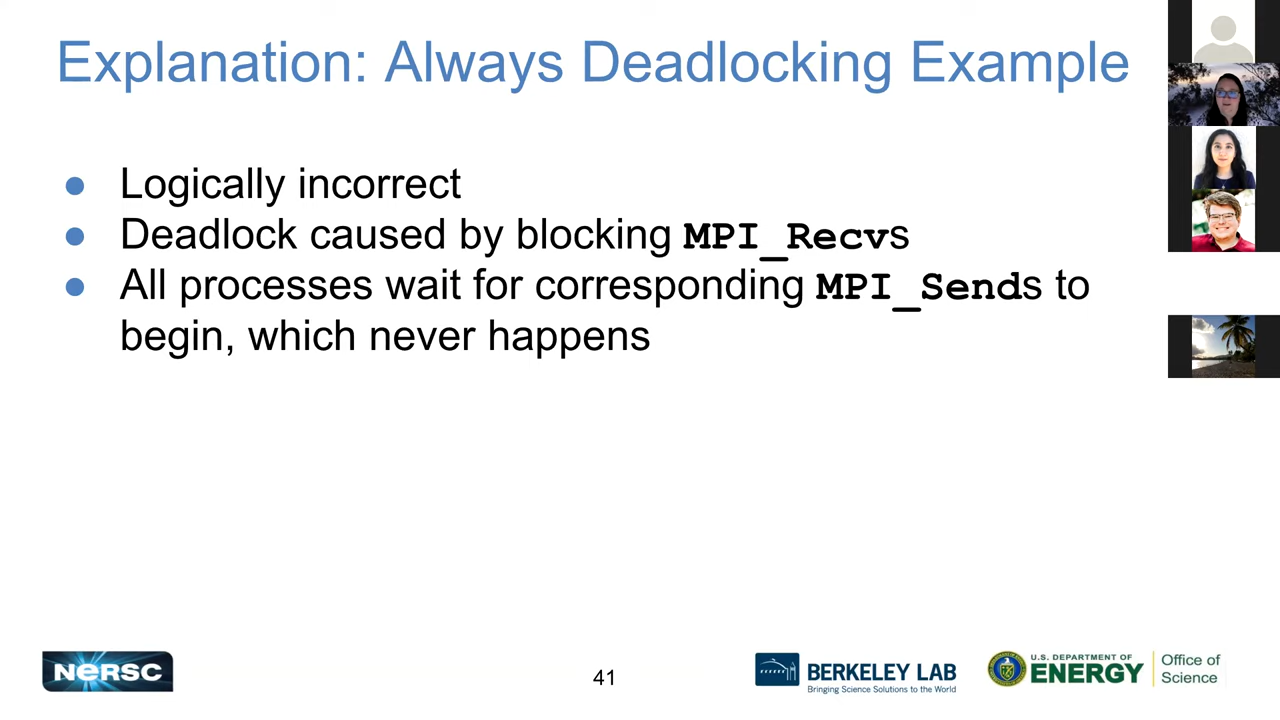 Explanation: Always Deadlocking Example
● Logically incorrect
● Deadlock caused by blocking MPI_Recvs
● All processes wait for corresponding MPI_Sends to
begin, which never happens
NERSC
41
BERKELEY LAB
Bringing Science Solutions to the World
U.S. DEPARTMENT OF
ENERGY
Office of
Science